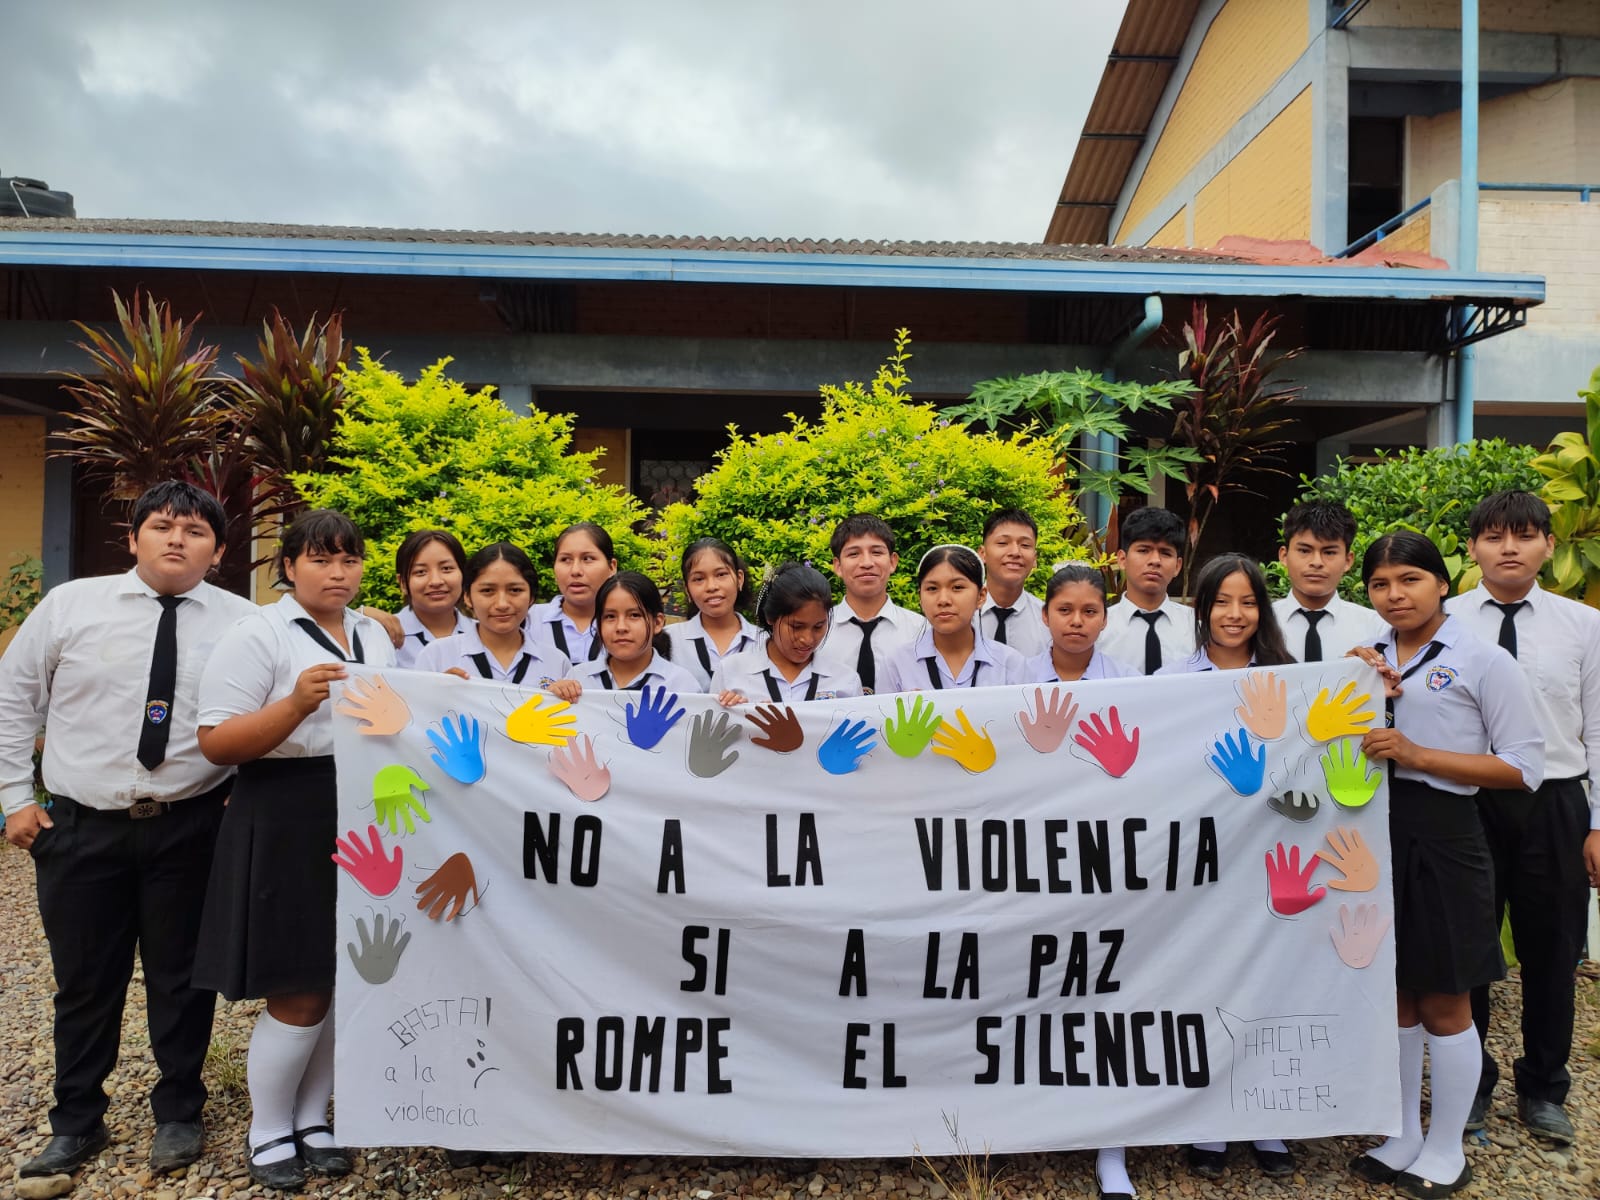 NO A LA VIOLENCIA
SI A LA PAZ
ROMPE EL SILENCIO
BASTA!
a la
violencia.
HACIA
LA
MUJER.